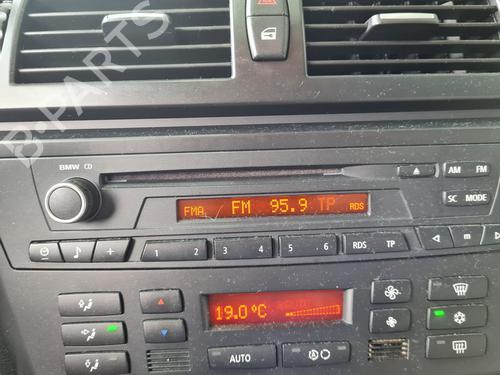 B-PARTS
BMW CD
AM FM
FMA FM 95.9 TP RDS
SC MODE
1 2 3 4 5 6 RDS TP m
19.0°C AUTO
AUTO